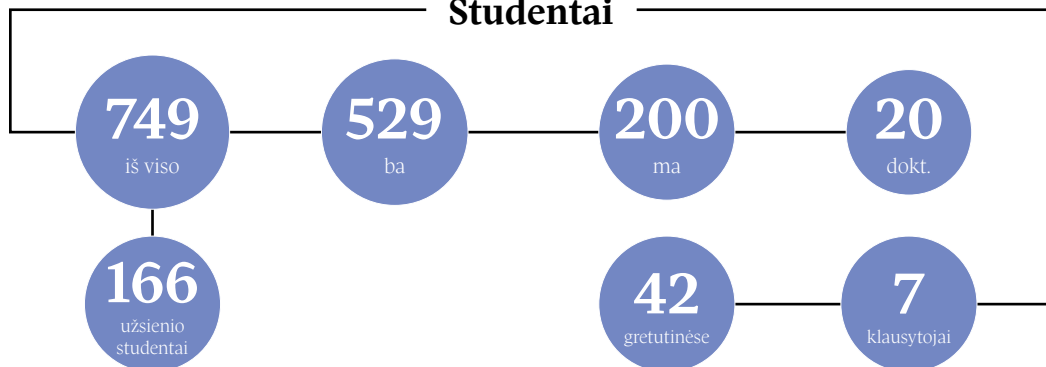 Studentai
749
iš viso
529
ba
200
ma
20
dokt.
166
užsienio
studentai
42
gretutinėse
7
klausytojai